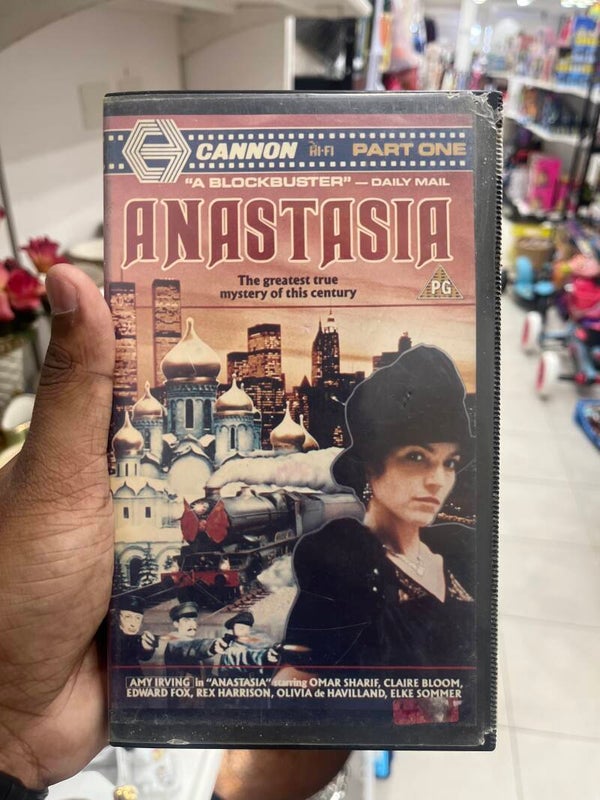 CANNON HI-FI PART ONE
"A BLOCKBUSTER" — DAILY MAIL
ANASTASIA
The greatest true
mystery of this century
PG
AMY IRVING in "ANASTASIA" starring OMAR SHARIF, CLAIRE BLOOM,
EDWARD FOX, REX HARRISON, OLIVIA de HAVILLAND, ELKE SOMMER